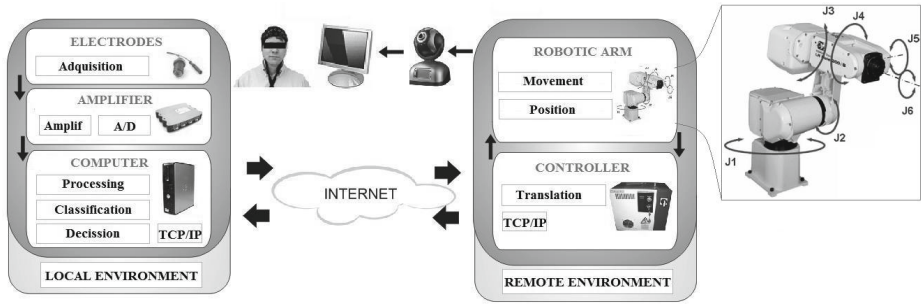 ELECTRODES
Adquisition
AMPLIFIER
Amplif
A/D
COMPUTER
Processing
Classification
Decission
TCP/IP
LOCAL ENVIRONMENT
INTERNET
ROBOTIC ARM
Movement
Position
CONTROLLER
Translation
TCP/IP
REMOTE ENVIRONMENT
J3
J4
J5
J6
J2
J1